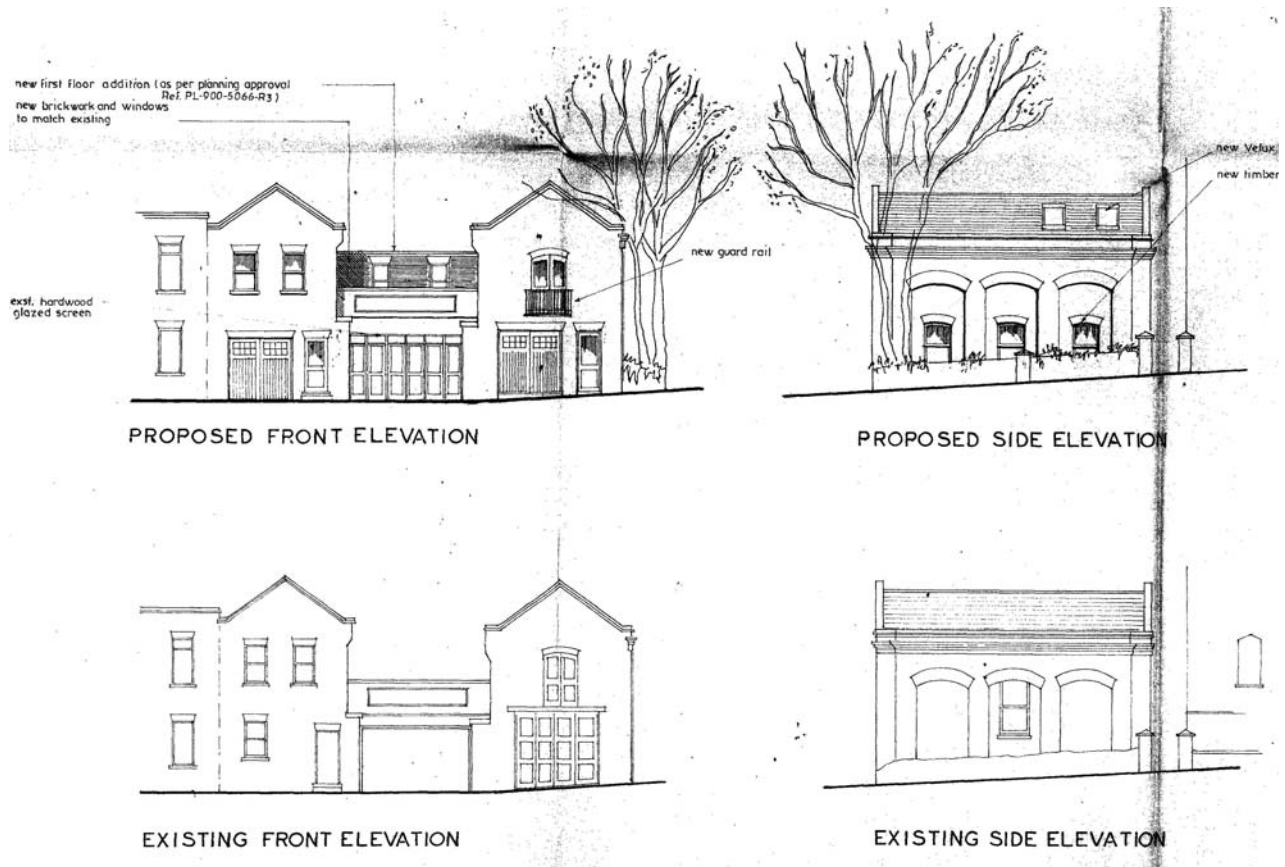 new first floor addition (as per planning approval
Ref. PL-900-5066-R3)
new brickwork and windows
to match existing
exst. hardwood
glazed screen
new guard rail
PROPOSED FRONT ELEVATION
new Velux
new timber
PROPOSED SIDE ELEVATION
EXISTING FRONT ELEVATION
EXISTING SIDE ELEVATION